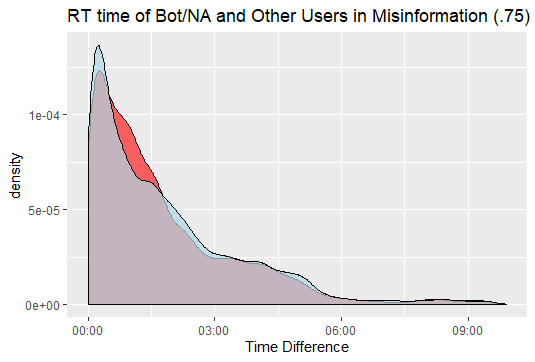 RT time of Bot/NA and Other Users in Misinformation (.75)
1e-04
5e-05
0e+00
density
00:00 03:00 06:00 09:00
Time Difference